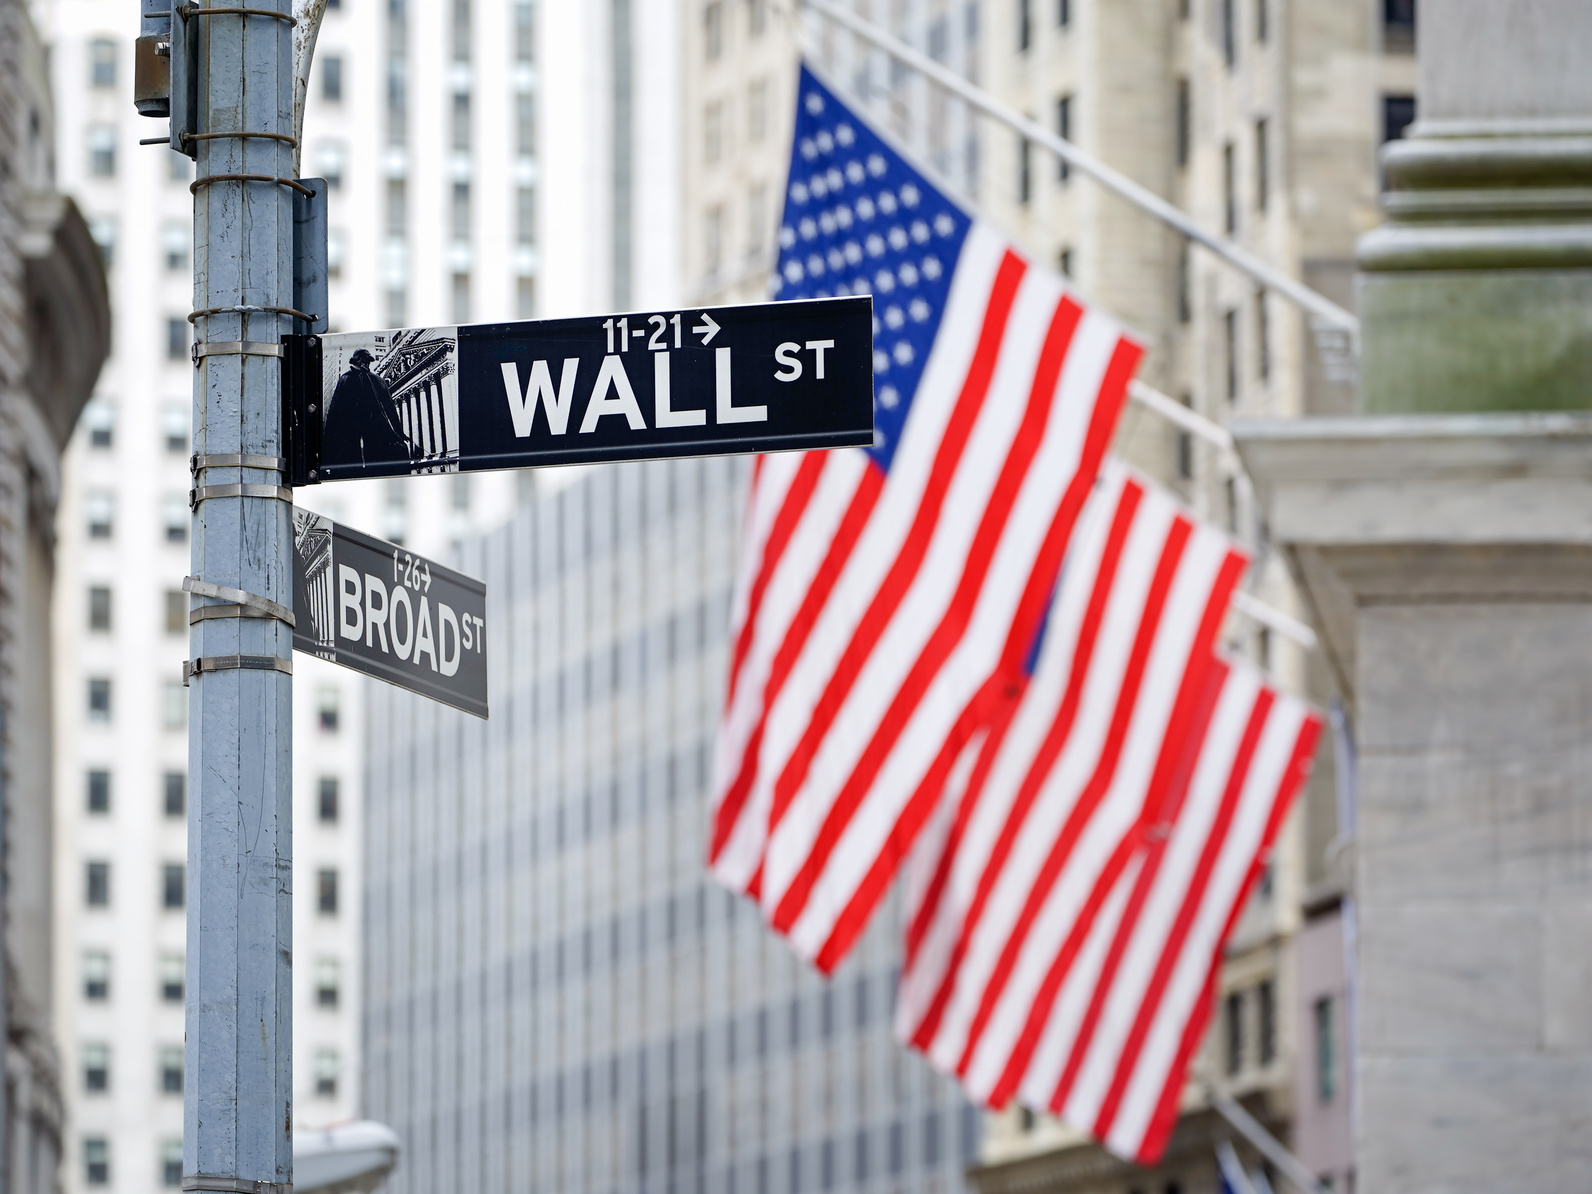 11-21→
WALL ST
1-26→
BROAD ST